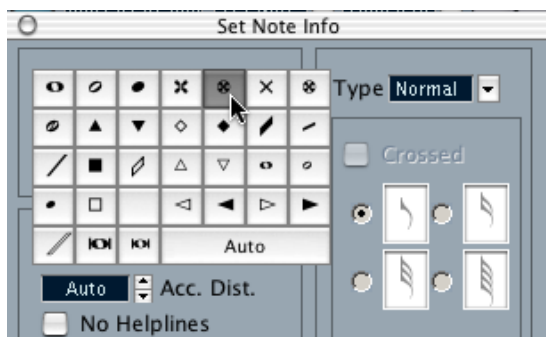 Set Note Info
Type Normal
Crossed
Auto
Auto Acc. Dist.
No Helplines